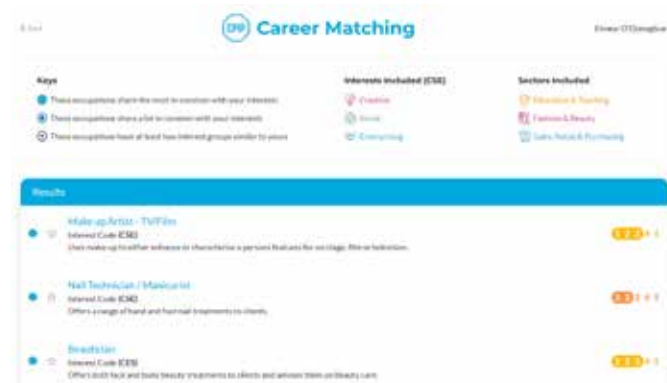 Career Matching
Keys
Interests Included (CSE)
Sectors Included
These occupations share the most in common with your interests
Creative
Education & Teaching
These occupations share a lot in common with your interests
Social
Fashion & Beauty
These occupations have at least two interest groups similar to yours
Enterprising
Sales, Retail & Purchasing
Results
Make-up Artist - TV/Film
Interest Code (CSE)
Uses make-up to either enhance or characterise a persons features for on stage, film or television.
Nail Technician / Manicurist
Interest Code (CSE)
Offers a range of hand and foot nail treatments to clients.
Beautician
Interest Code (CES)
Offers both face and body beauty treatments to clients and advises them on beauty care.